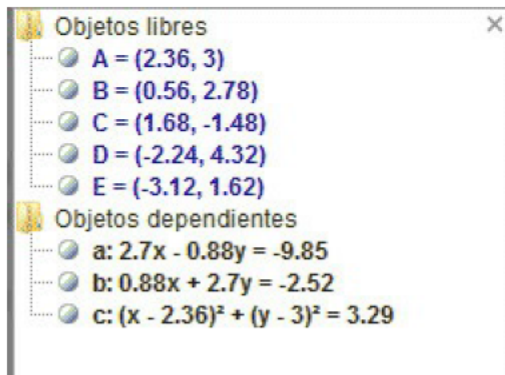 Objetos libres
A = (2.36, 3)
B = (0.56, 2.78)
C = (1.68, -1.48)
D = (-2.24, 4.32)
E = (-3.12, 1.62)
Objetos dependientes
a: 2.7x - 0.88y = -9.85
b: 0.88x + 2.7y = -2.52
c: (x - 2.36)² + (y - 3)² = 3.29